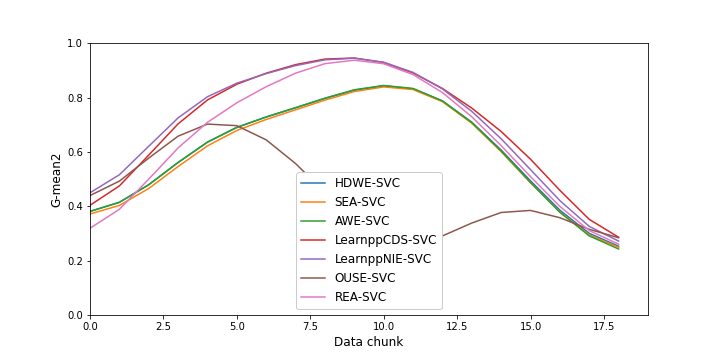 1.0
0.8
0.6
0.4
0.2
0.0
G-mean2
HDWE-SVC
SEA-SVC
AWE-SVC
LearnppCDS-SVC
LearnppNIE-SVC
OUSE-SVC
REA-SVC
0.0 2.5 5.0 7.5 10.0 12.5 15.0 17.5
Data chunk